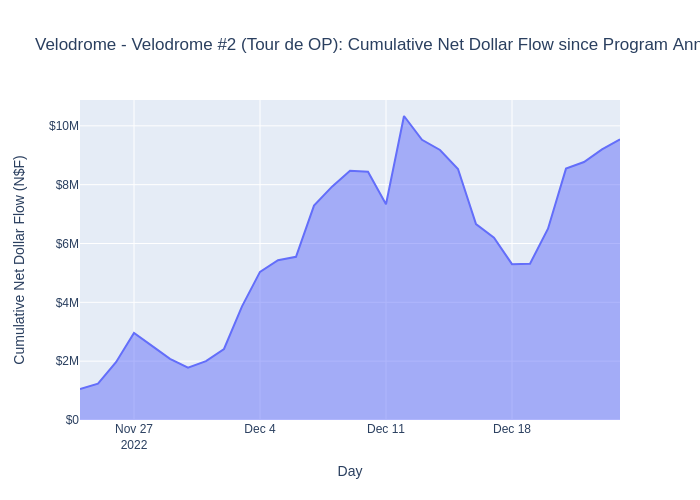 Velodrome - Velodrome #2 (Tour de OP): Cumulative Net Dollar Flow since Program Ann
Cumulative Net Dollar Flow (N$F)
$10M
$8M
$6M
$4M
$2M
$0
Nov 27
2022
Dec 4
Dec 11
Dec 18
Day